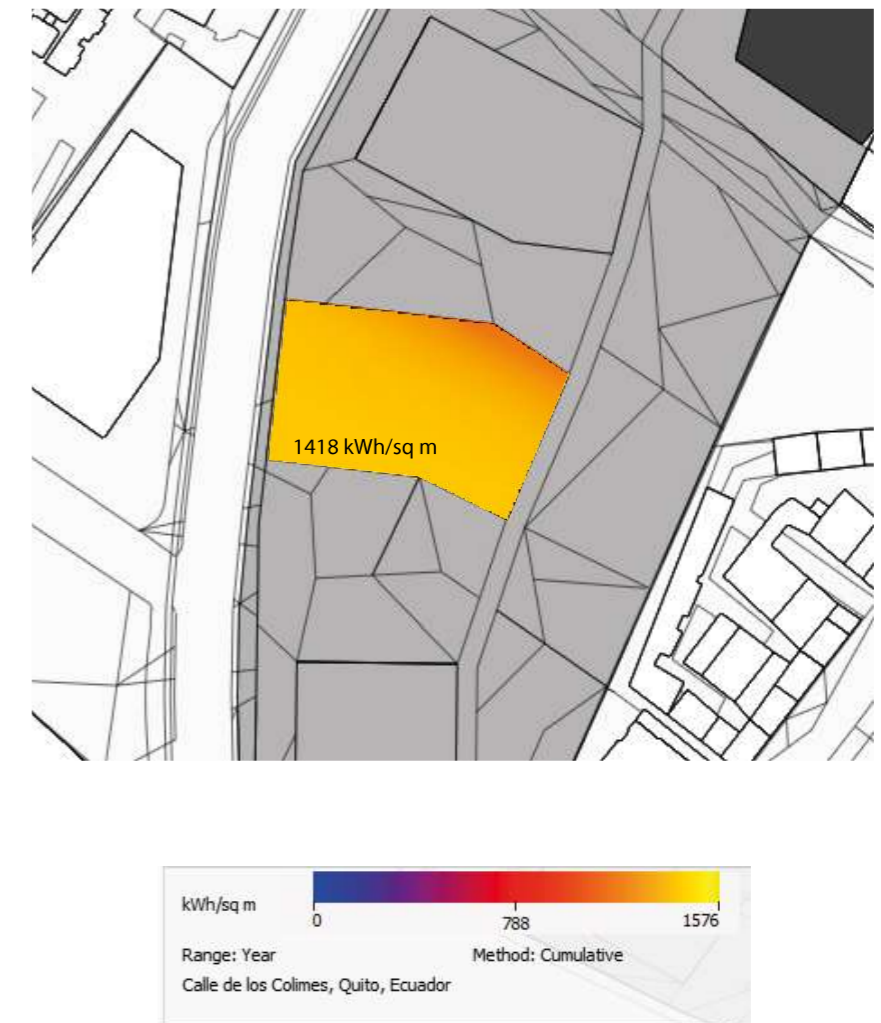 1418 kWh/sq m
kWh/sq m
0 788 1576
Range: Year Method: Cumulative
Calle de los Colimes, Quito, Ecuador